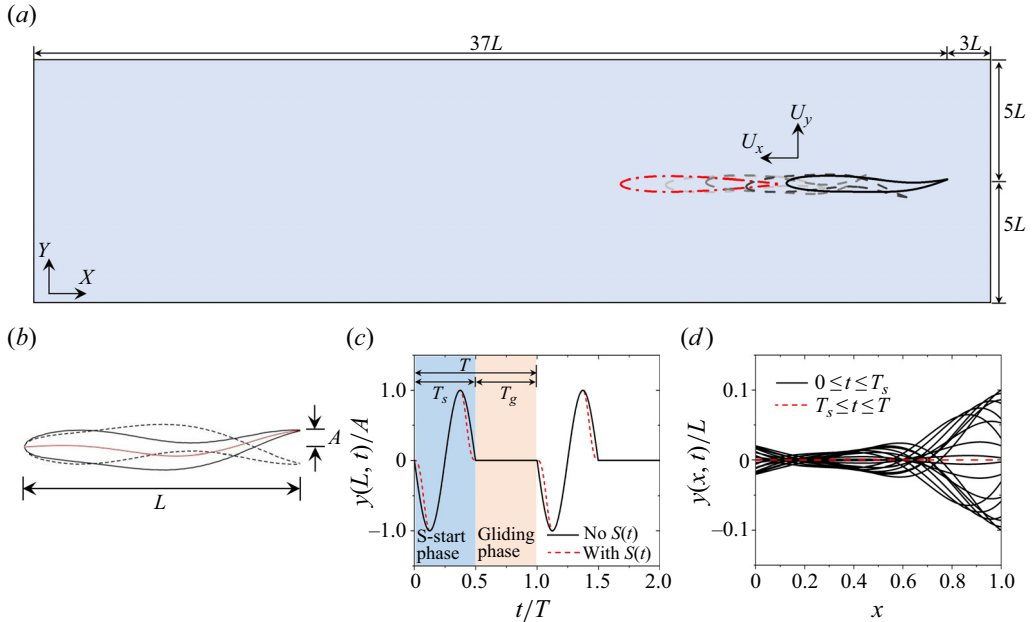 (a)
37L
3L
5L
U_y
U_x
5L
Y
X
(b)
A
L
(c)
T
T_s
T_g
1.0
0
−1.0
y(L, t)/A
S-start phase
Gliding phase
No S(t)
With S(t)
0
0.5
1.0
1.5
2.0
t/T
(d)
0 ≤ t ≤ T_s
T_s ≤ t ≤ T
0.1
0
−0.1
y(x, t)/L
0
0.2
0.4
0.6
0.8
1.0
x